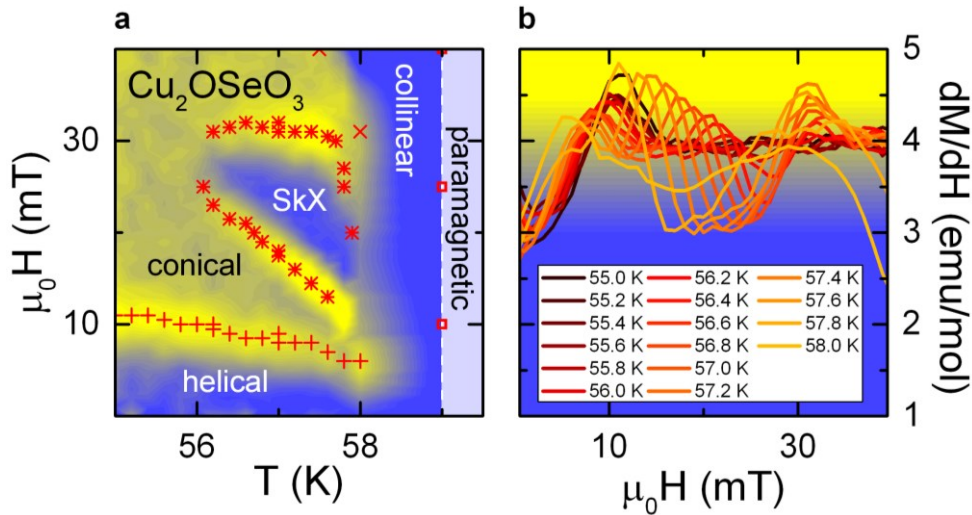 a
Cu₂OSeO₃
collinear
paramagnetic
SkX
conical
helical
30
10
μ₀H (mT)
56
58
T (K)
b
5
4
3
2
1
dM/dH (emu/mol)
55.0 K
55.2 K
55.4 K
55.6 K
55.8 K
56.0 K
56.2 K
56.4 K
56.6 K
56.8 K
57.0 K
57.2 K
57.4 K
57.6 K
57.8 K
58.0 K
10
30
μ₀H (mT)